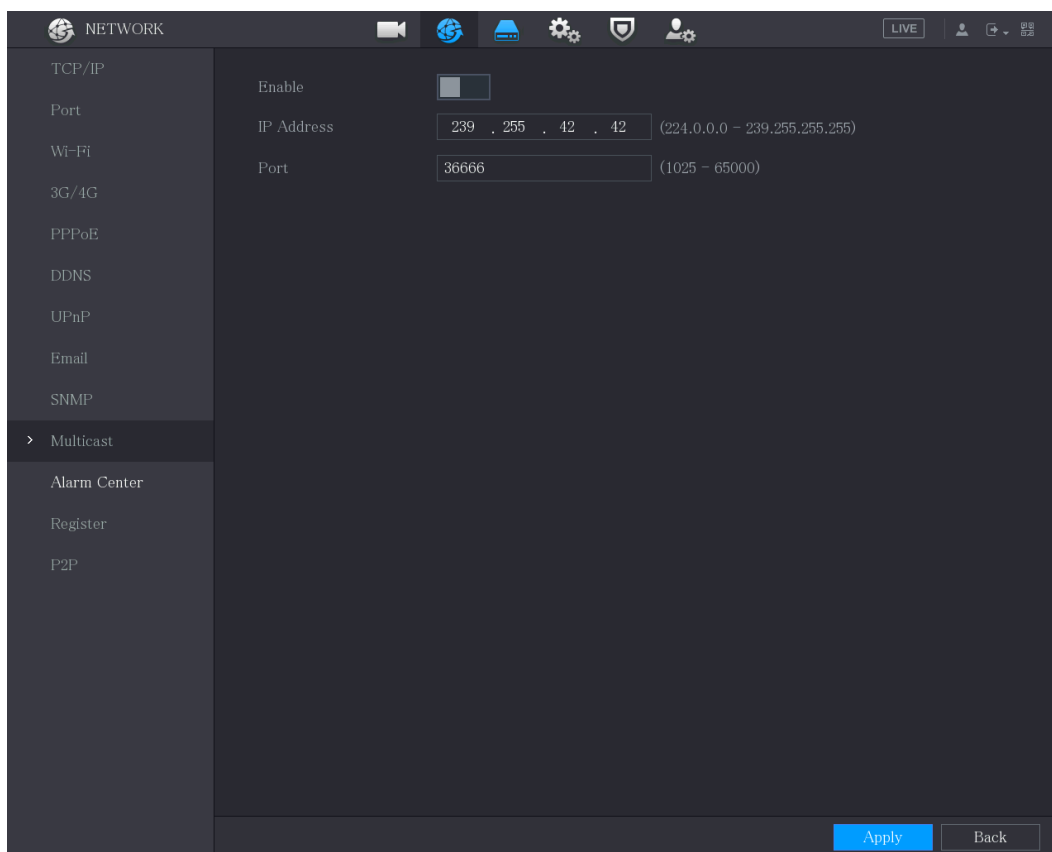 NETWORK
LIVE
TCP/IP
Port
Wi-Fi
3G/4G
PPPoE
DDNS
UPnP
Email
SNMP
Multicast
Alarm Center
Register
P2P
Enable
IP Address 239 . 255 . 42 . 42 (224.0.0.0 - 239.255.255.255)
Port 36666 (1025 - 65000)
Apply Back